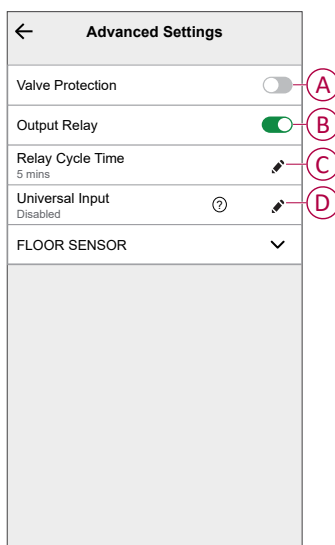 Advanced Settings
Valve Protection
A
Output Relay
B
Relay Cycle Time
5 mins
C
Universal Input
Disabled
?
D
FLOOR SENSOR